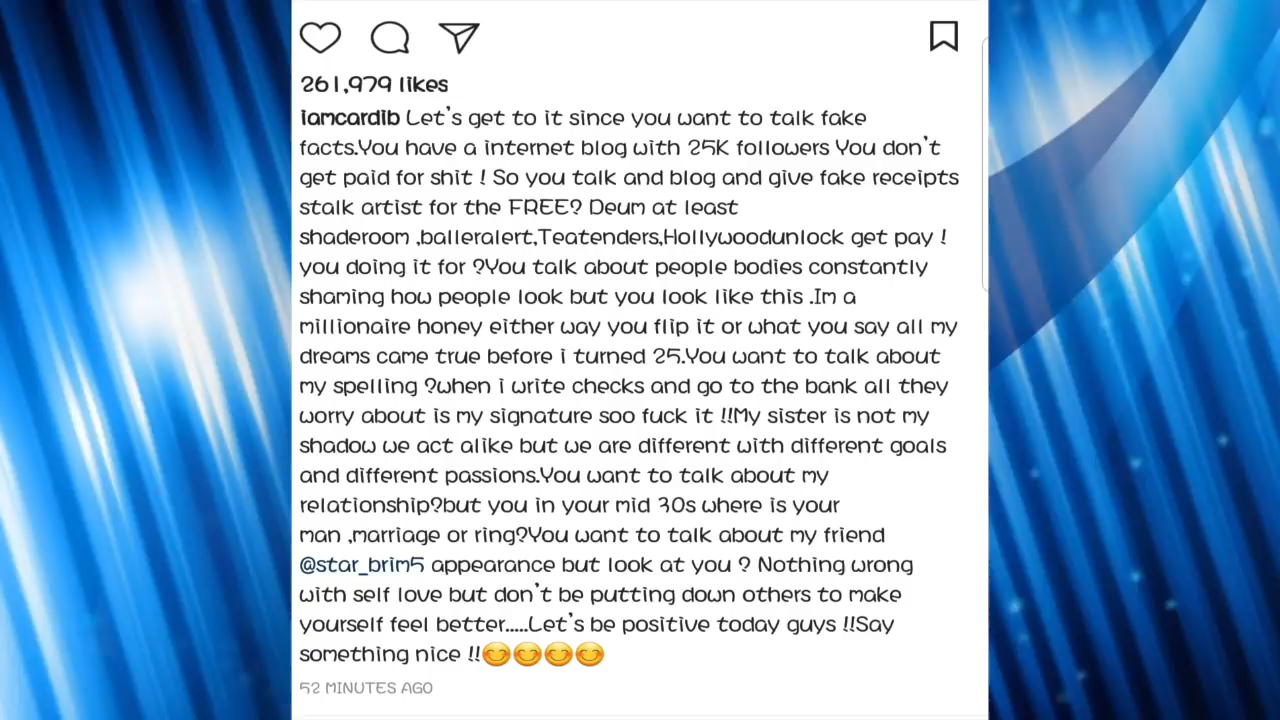 261,979 likes
iamcardib Let's get to it since you want to talk fake
facts.You have a internet blog with 25K followers You don't
get paid for shit ! So you talk and blog and give fake receipts
stalk artist for the FREE? Deum at least
shaderoom ,balleralert,Teatenders,Hollywoodunlock get pay !
you doing it for ?You talk about people bodies constantly
shaming how people look but you look like this .Im a
millionaire honey either way you flip it or what you say all my
dreams came true before i turned 25.You want to talk about
my spelling ?when i write checks and go to the bank all they
worry about is my signature soo fuck it !!My sister is not my
shadow we act alike but we are different with different goals
and different passions.You want to talk about my
relationship?but you in your mid 30s where is your
man ,marriage or ring?You want to talk about my friend
@star_brim5 appearance but look at you ? Nothing wrong
with self love but don't be putting down others to make
yourself feel better.....Let's be positive today guys !!Say
something nice !!😊😊😊😊
52 MINUTES AGO